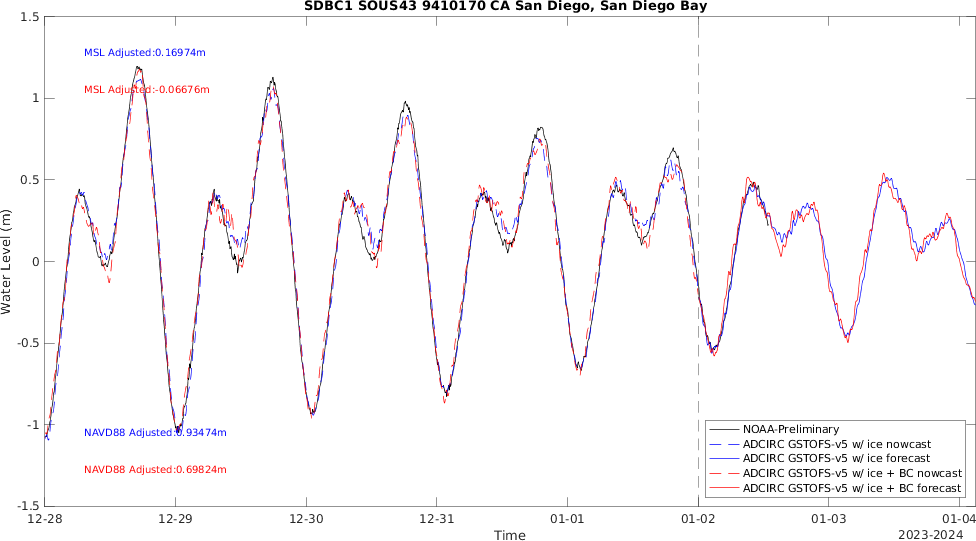 SDBC1 SOUS43 9410170 CA San Diego, San Diego Bay
1.5
1
0.5
0
-0.5
-1
-1.5
Water Level (m)
MSL Adjusted:0.16974m
MSL Adjusted:-0.06676m
NAVD88 Adjusted:0.93474m
NAVD88 Adjusted:0.69824m
NOAA-Preliminary
ADCIRC GSTOFS-v5 w/ ice nowcast
ADCIRC GSTOFS-v5 w/ ice forecast
ADCIRC GSTOFS-v5 w/ ice + BC nowcast
ADCIRC GSTOFS-v5 w/ ice + BC forecast
12-28 12-29 12-30 12-31 01-01 01-02 01-03 01-04
Time
2023-2024